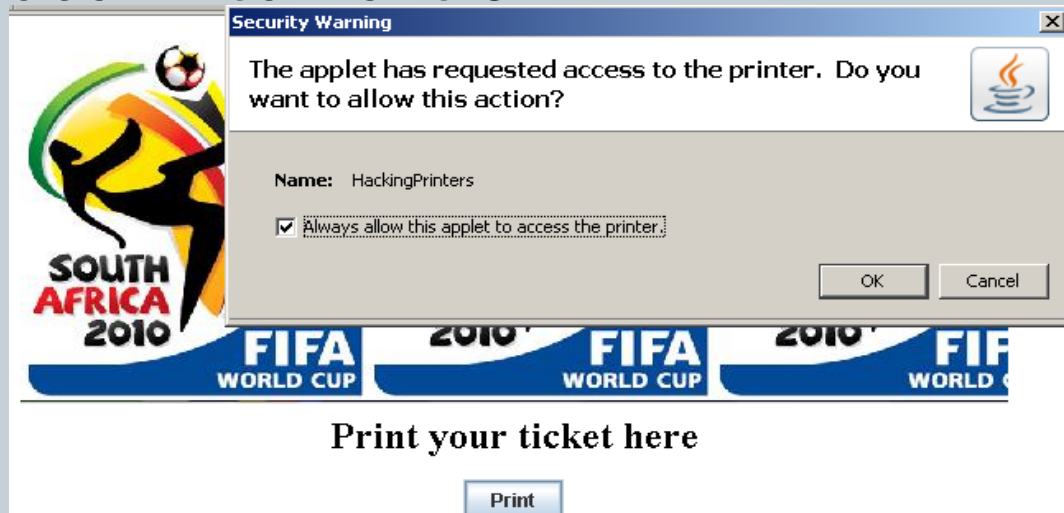 Security Warning
The applet has requested access to the printer. Do you
want to allow this action?
Name: HackingPrinters
Always allow this applet to access the printer.
OK Cancel
SOUTH
AFRICA
2010
2010
2010
FIFA
FIFA
WORLD CUP
WORLD CUP
WORLD
Print your ticket here
Print